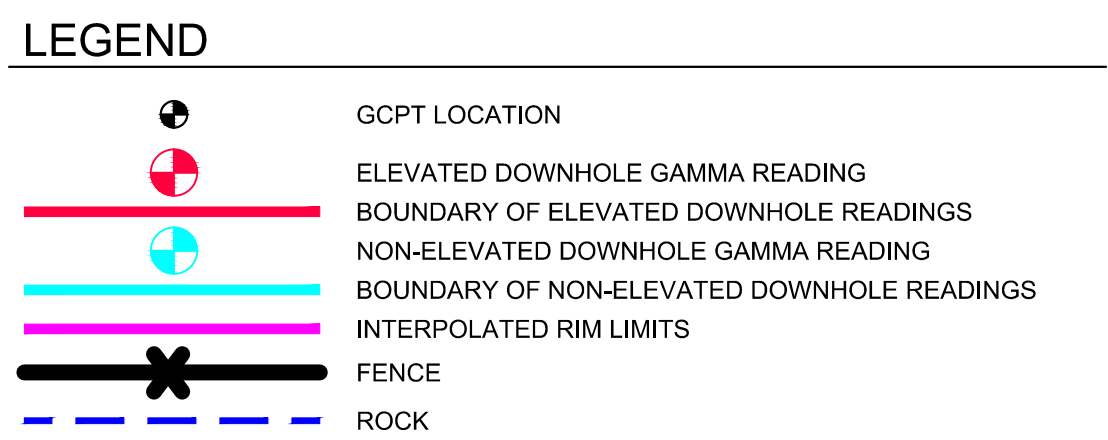 LEGEND
GCPT LOCATION
ELEVATED DOWNHOLE GAMMA READING
BOUNDARY OF ELEVATED DOWNHOLE READINGS
NON-ELEVATED DOWNHOLE GAMMA READING
BOUNDARY OF NON-ELEVATED DOWNHOLE READINGS
INTERPOLATED RIM LIMITS
FENCE
ROCK